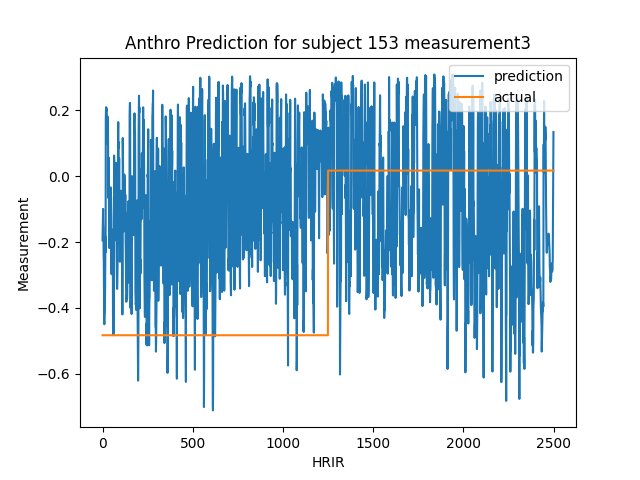 Anthro Prediction for subject 153 measurement3
prediction
actual
0.2
0.0
−0.2
−0.4
−0.6
Measurement
0
500
1000
1500
2000
2500
HRIR